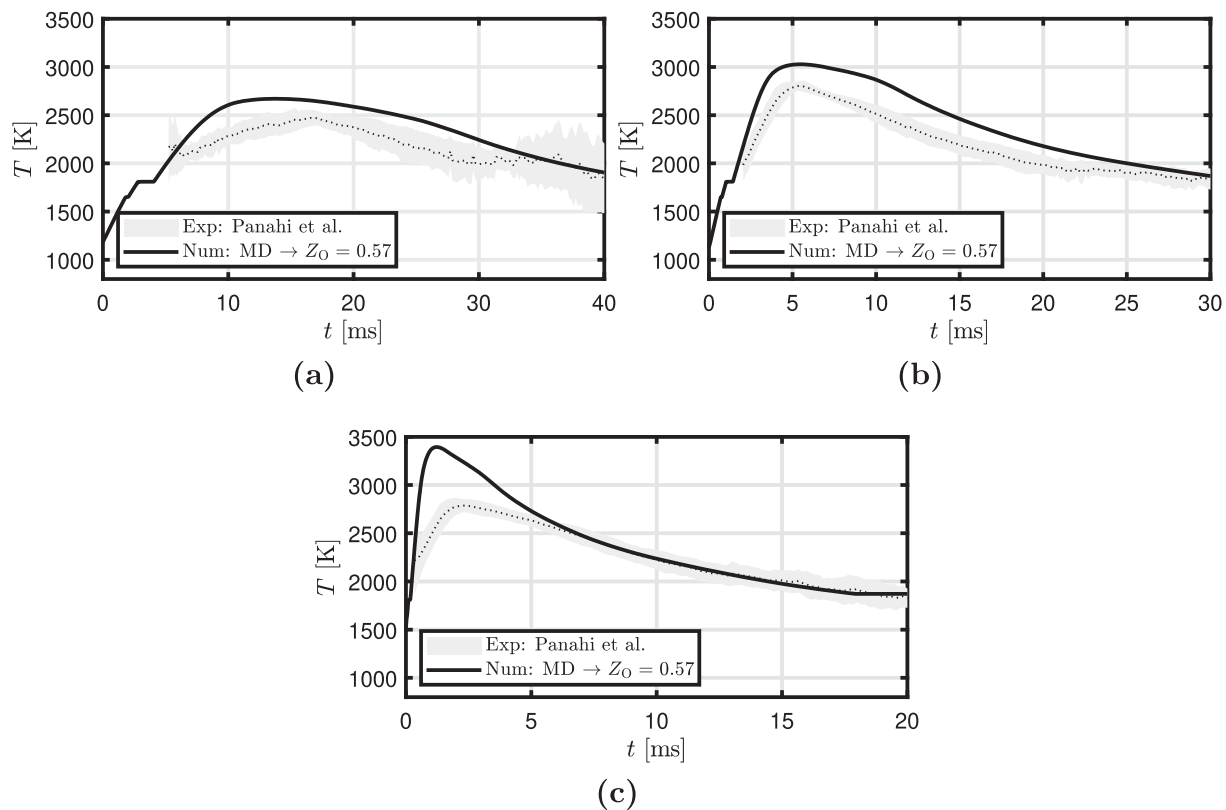 3500
3000
2500
2000
1500
1000
T [K]
Exp: Panahi et al.
Num: MD → Z_O = 0.57
0 10 20 30 40
t [ms]
(a)
3500
3000
2500
2000
1500
1000
T [K]
Exp: Panahi et al.
Num: MD → Z_O = 0.57
0 5 10 15 20 25 30
t [ms]
(b)
3500
3000
2500
2000
1500
1000
T [K]
Exp: Panahi et al.
Num: MD → Z_O = 0.57
0 5 10 15 20
t [ms]
(c)